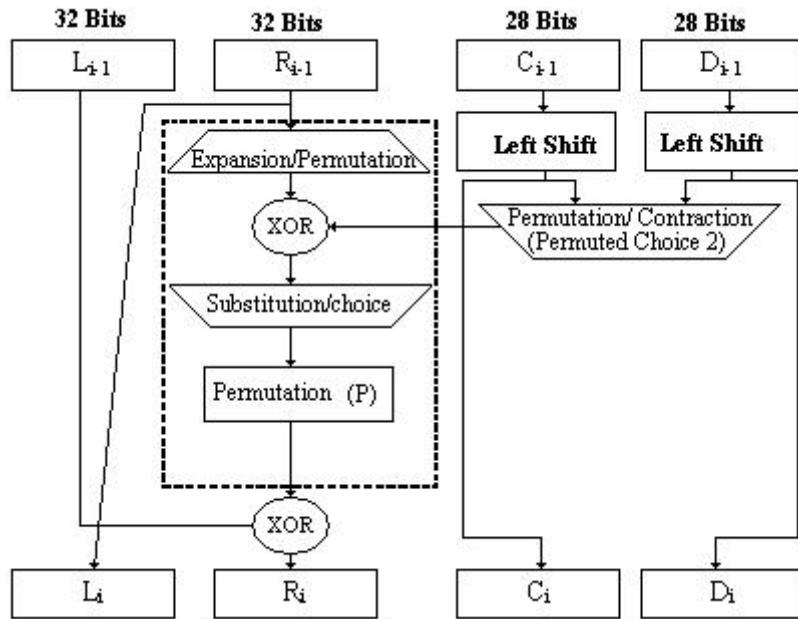 32 Bits 32 Bits 28 Bits 28 Bits
Li-1 Ri-1 Ci-1 Di-1
Left Shift Left Shift
Expansion/Permutation
XOR
Permutation/ Contraction
(Permuted Choice 2)
Substitution/choice
Permutation (P)
XOR
Li Ri Ci Di